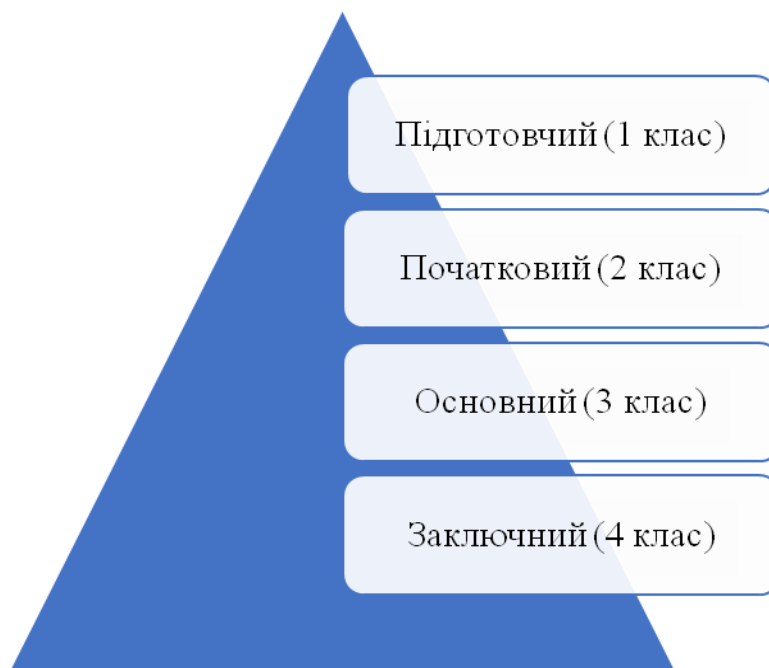 Підготовчий (1 клас)
Початковий (2 клас)
Основний (3 клас)
Заключний (4 клас)